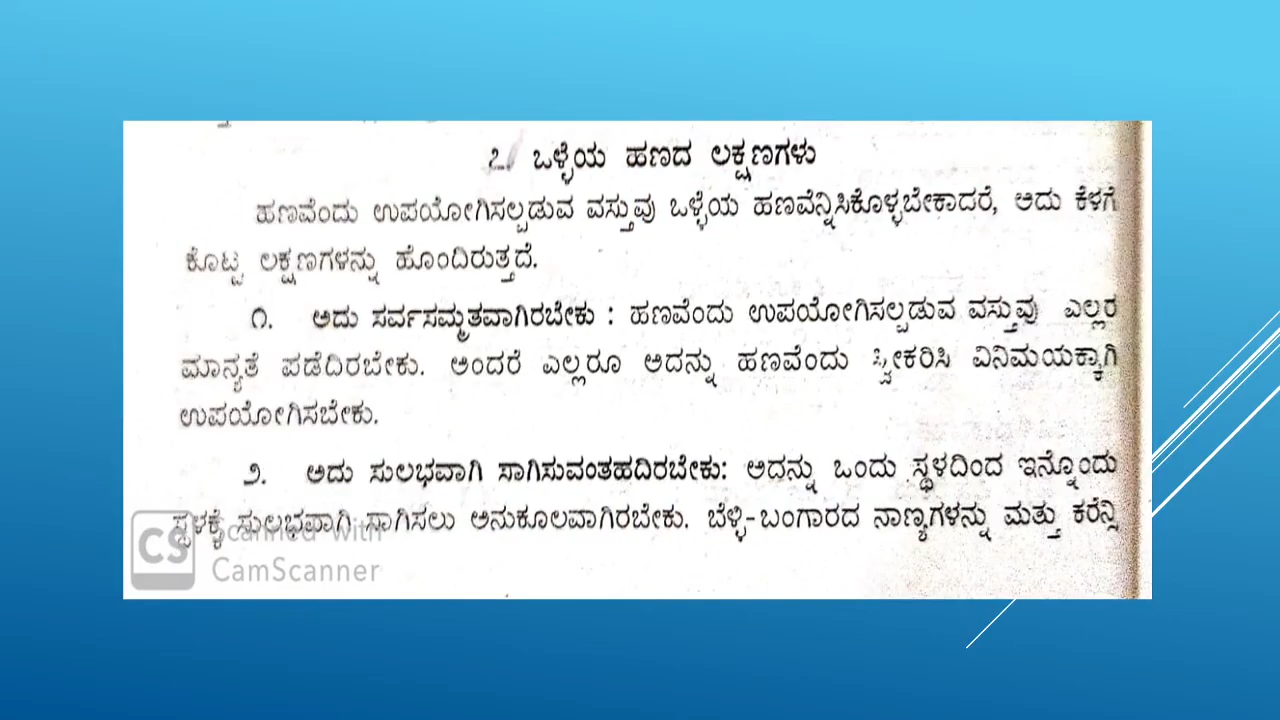 ೭. ಒಳ್ಳೆಯ ಹಣದ ಲಕ್ಷಣಗಳು
ಹಣವೆಂದು ಉಪಯೋಗಿಸಲ್ಪಡುವ ವಸ್ತುವು ಒಳ್ಳೆಯ ಹಣವೆನ್ನಿಸಿಕೊಳ್ಳಬೇಕಾದರೆ, ಅದು ಕೆಳಗೆ
ಕೊಟ್ಟ ಲಕ್ಷಣಗಳನ್ನು ಹೊಂದಿರುತ್ತದೆ.
೧. ಅದು ಸರ್ವಸಮ್ಮತವಾಗಿರಬೇಕು : ಹಣವೆಂದು ಉಪಯೋಗಿಸಲ್ಪಡುವ ವಸ್ತುವು ಎಲ್ಲರ
ಮಾನ್ಯತೆ ಪಡೆದಿರಬೇಕು. ಅಂದರೆ ಎಲ್ಲರೂ ಅದನ್ನು ಹಣವೆಂದು ಸ್ವೀಕರಿಸಿ ವಿನಿಮಯಕ್ಕಾಗಿ
ಉಪಯೋಗಿಸಬೇಕು.
೨. ಅದು ಸುಲಭವಾಗಿ ಸಾಗಿಸುವಂತಹದಿರಬೇಕು: ಅದನ್ನು ಒಂದು ಸ್ಥಳದಿಂದ ಇನ್ನೊಂದು
ಸ್ಥಳಕ್ಕೆ ಸುಲಭವಾಗಿ ಸಾಗಿಸಲು ಅನುಕೂಲವಾಗಿರಬೇಕು. ಬೆಳ್ಳಿ-ಬಂಗಾರದ ನಾಣ್ಯಗಳನ್ನು ಮತ್ತು ಕರೆನ್ಸಿ
CS Scanned with
CamScanner